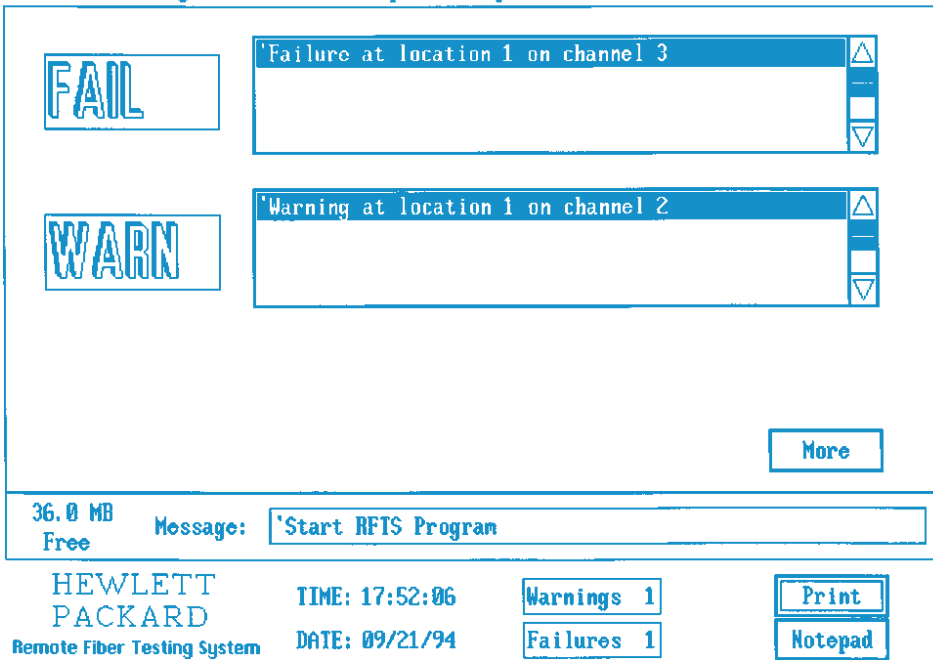 FAIL
'Failure at location 1 on channel 3
WARN
'Warning at location 1 on channel 2
More
36.0 MB Free
Message: 'Start RFTS Program
HEWLETT PACKARD
Remote Fiber Testing System
TIME: 17:52:06
DATE: 09/21/94
Warnings 1
Failures 1
Print
Notepad